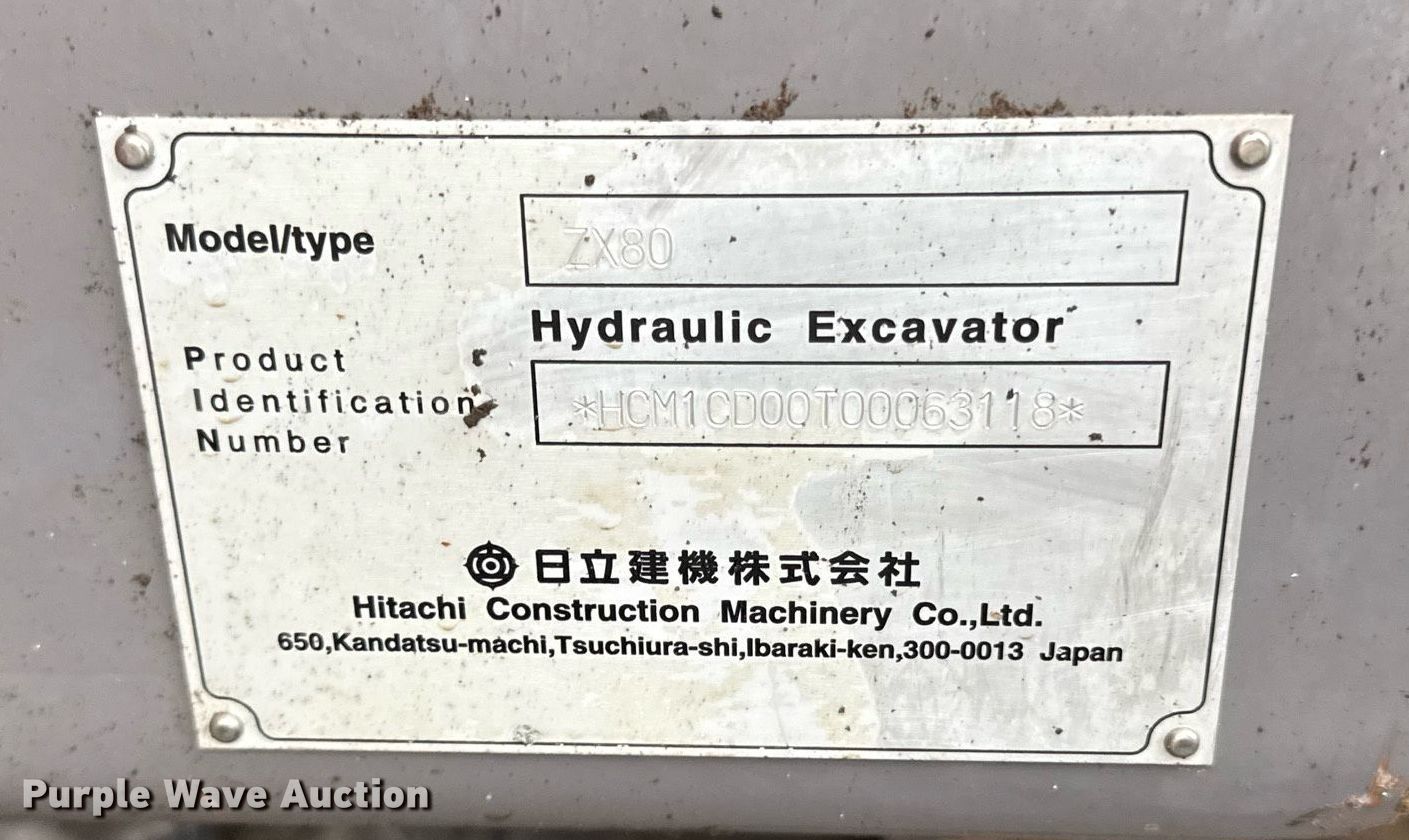 Model/type
ZX80
Hydraulic Excavator
Product
Identification
Number
*HCM1CD00T00063118*
日立建機株式会社
Hitachi Construction Machinery Co.,Ltd.
650,Kandatsu-machi,Tsuchiura-shi,Ibaraki-ken,300-0013 Japan
Purple Wave Auction